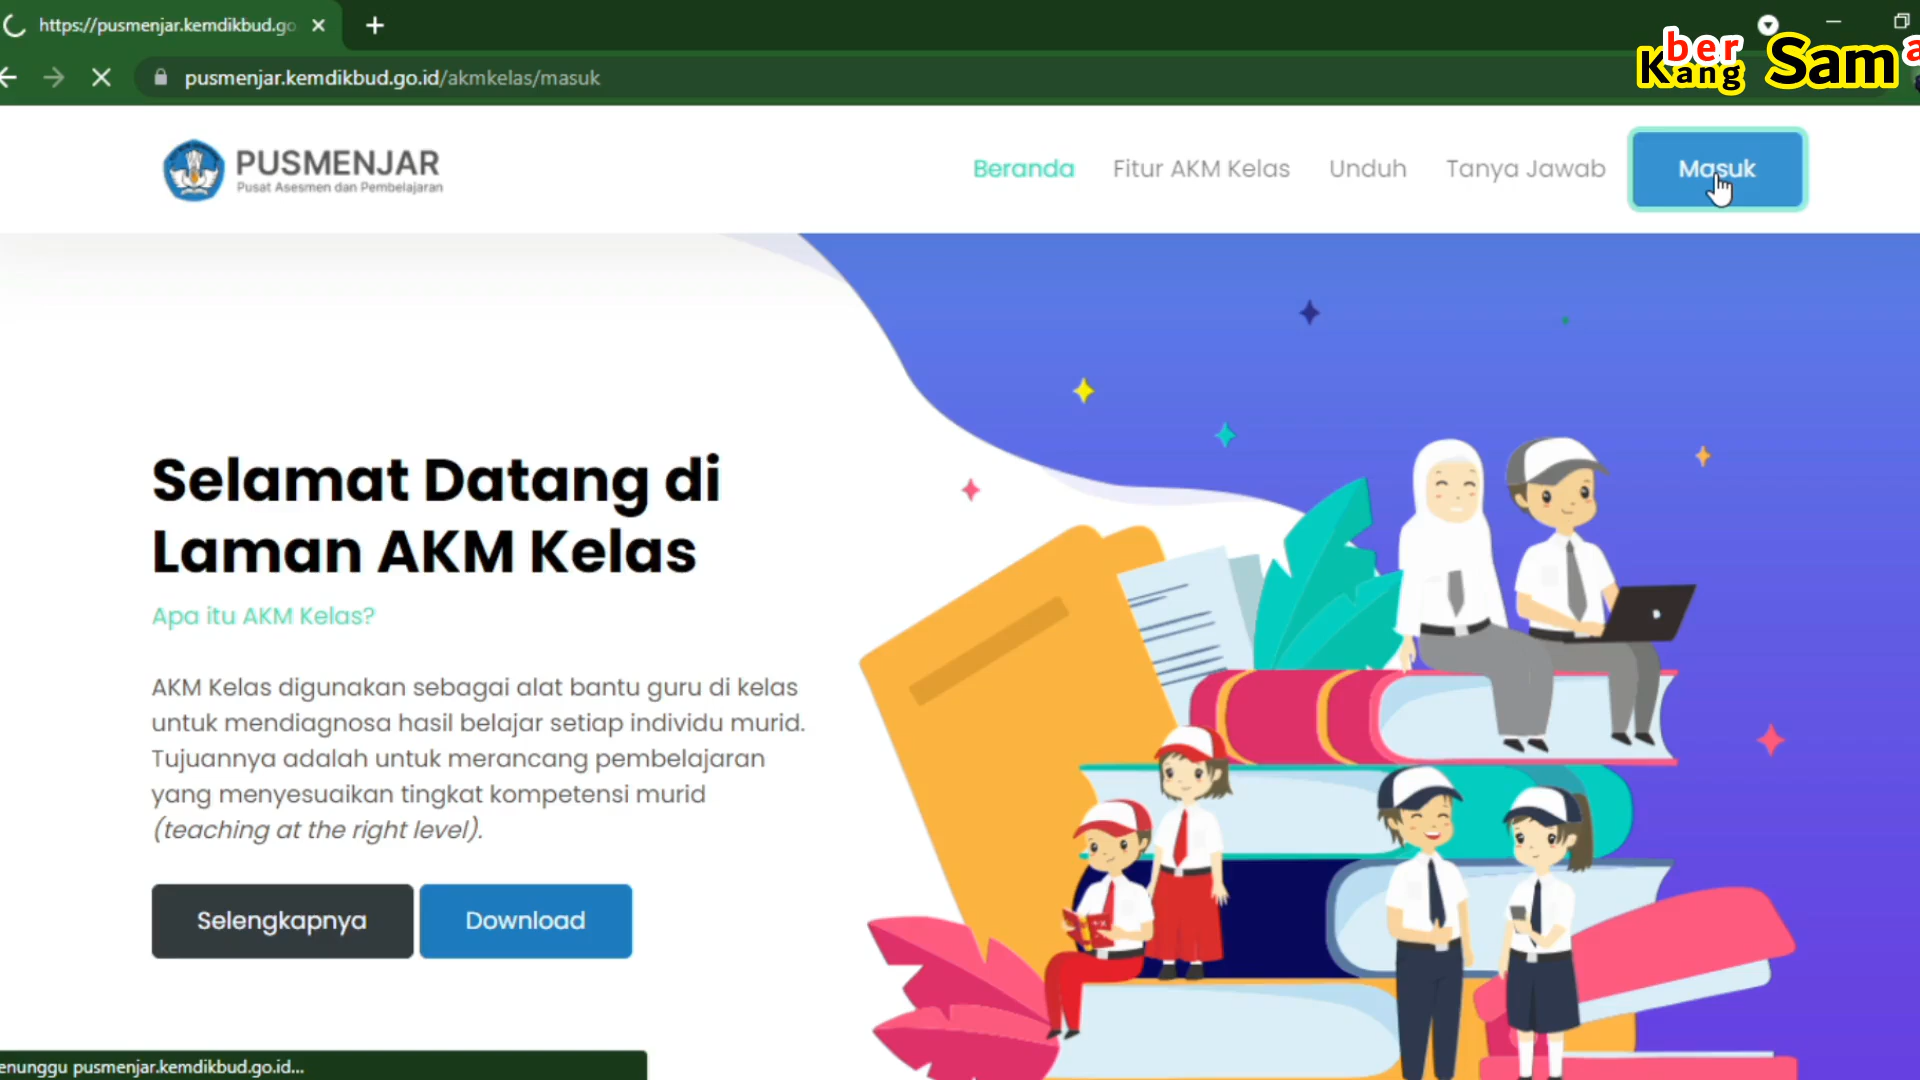 https://pusmenjar.kemdikbud.go
pusmenjar.kemdikbud.go.id/akmkelas/masuk
ber
Kang Sam
PUSMENJAR
Pusat Asesmen dan Pembelajaran
Beranda
Fitur AKM Kelas
Unduh
Tanya Jawab
Masuk
Selamat Datang di
Laman AKM Kelas
Apa itu AKM Kelas?
AKM Kelas digunakan sebagai alat bantu guru di kelas
untuk mendiagnosa hasil belajar setiap individu murid.
Tujuannya adalah untuk merancang pembelajaran
yang menyesuaikan tingkat kompetensi murid
(teaching at the right level).
Selengkapnya
Download
enunggu pusmenjar.kemdikbud.go.id...